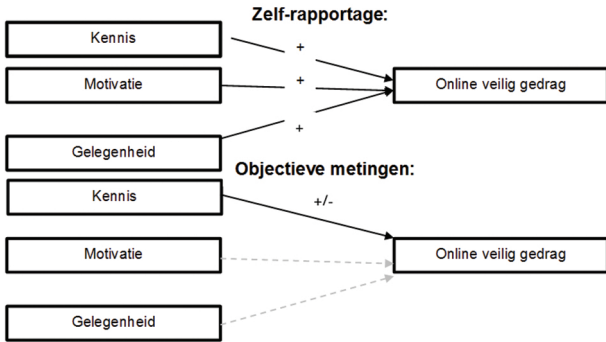 Zelf-rapportage:
Kennis
+
Motivatie
+
Online veilig gedrag
+
Gelegenheid
Objectieve metingen:
Kennis
+/-
Motivatie
Online veilig gedrag
Gelegenheid